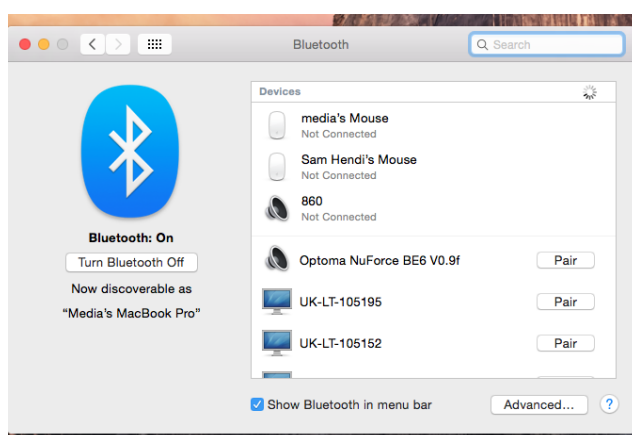 Bluetooth
Search
Devices
media's Mouse
Not Connected
Sam Hendi's Mouse
Not Connected
860
Not Connected
Optoma NuForce BE6 V0.9f
Pair
UK-LT-105195
Pair
UK-LT-105152
Pair
Bluetooth: On
Turn Bluetooth Off
Now discoverable as
“Media’s MacBook Pro”
Show Bluetooth in menu bar
Advanced...
?